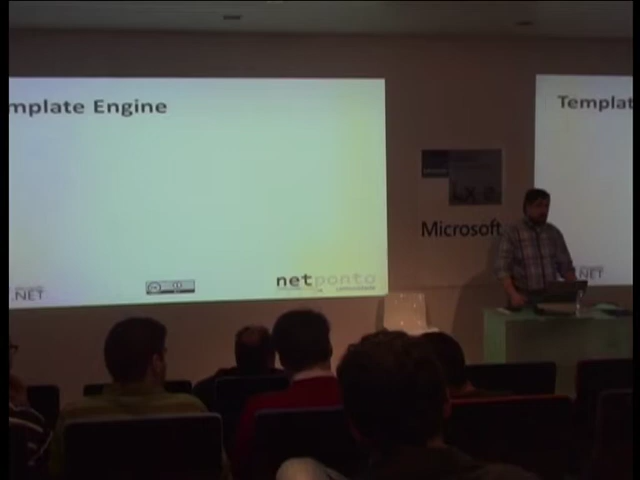 mplate Engine
Templat
Microsoft
netponto
.NET
NET